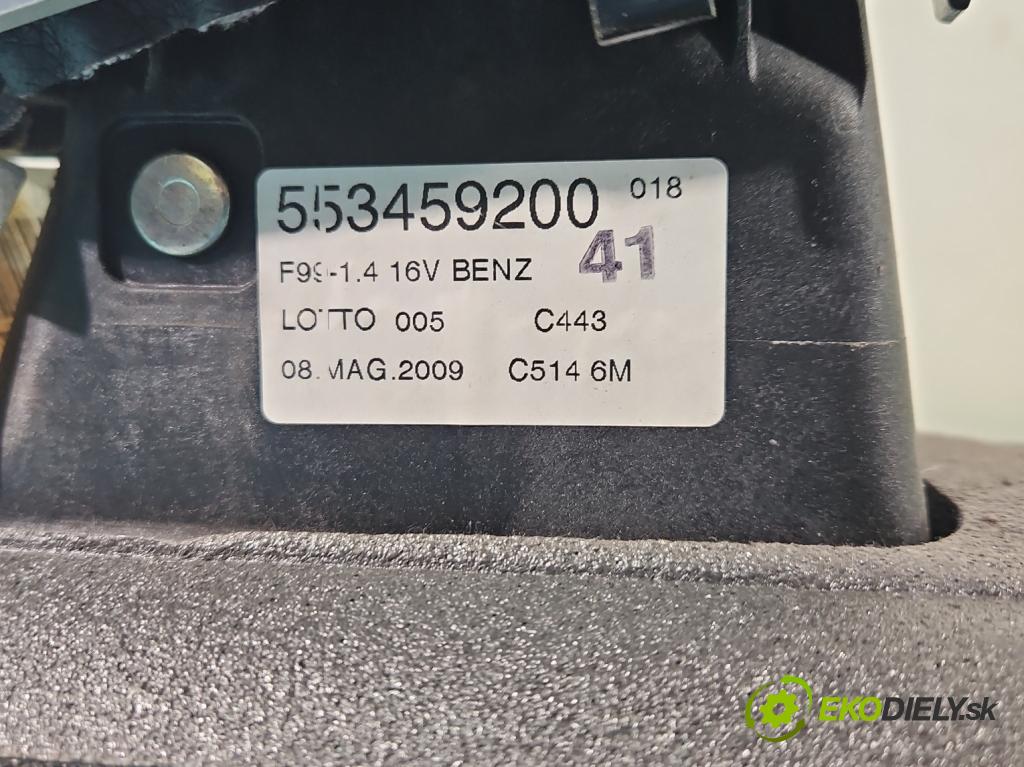 553459200 018
41
F99-1.4 16V BENZ
LOTTO 005 C443
08.MAG.2009 C514 6M
EKODIELY.sk